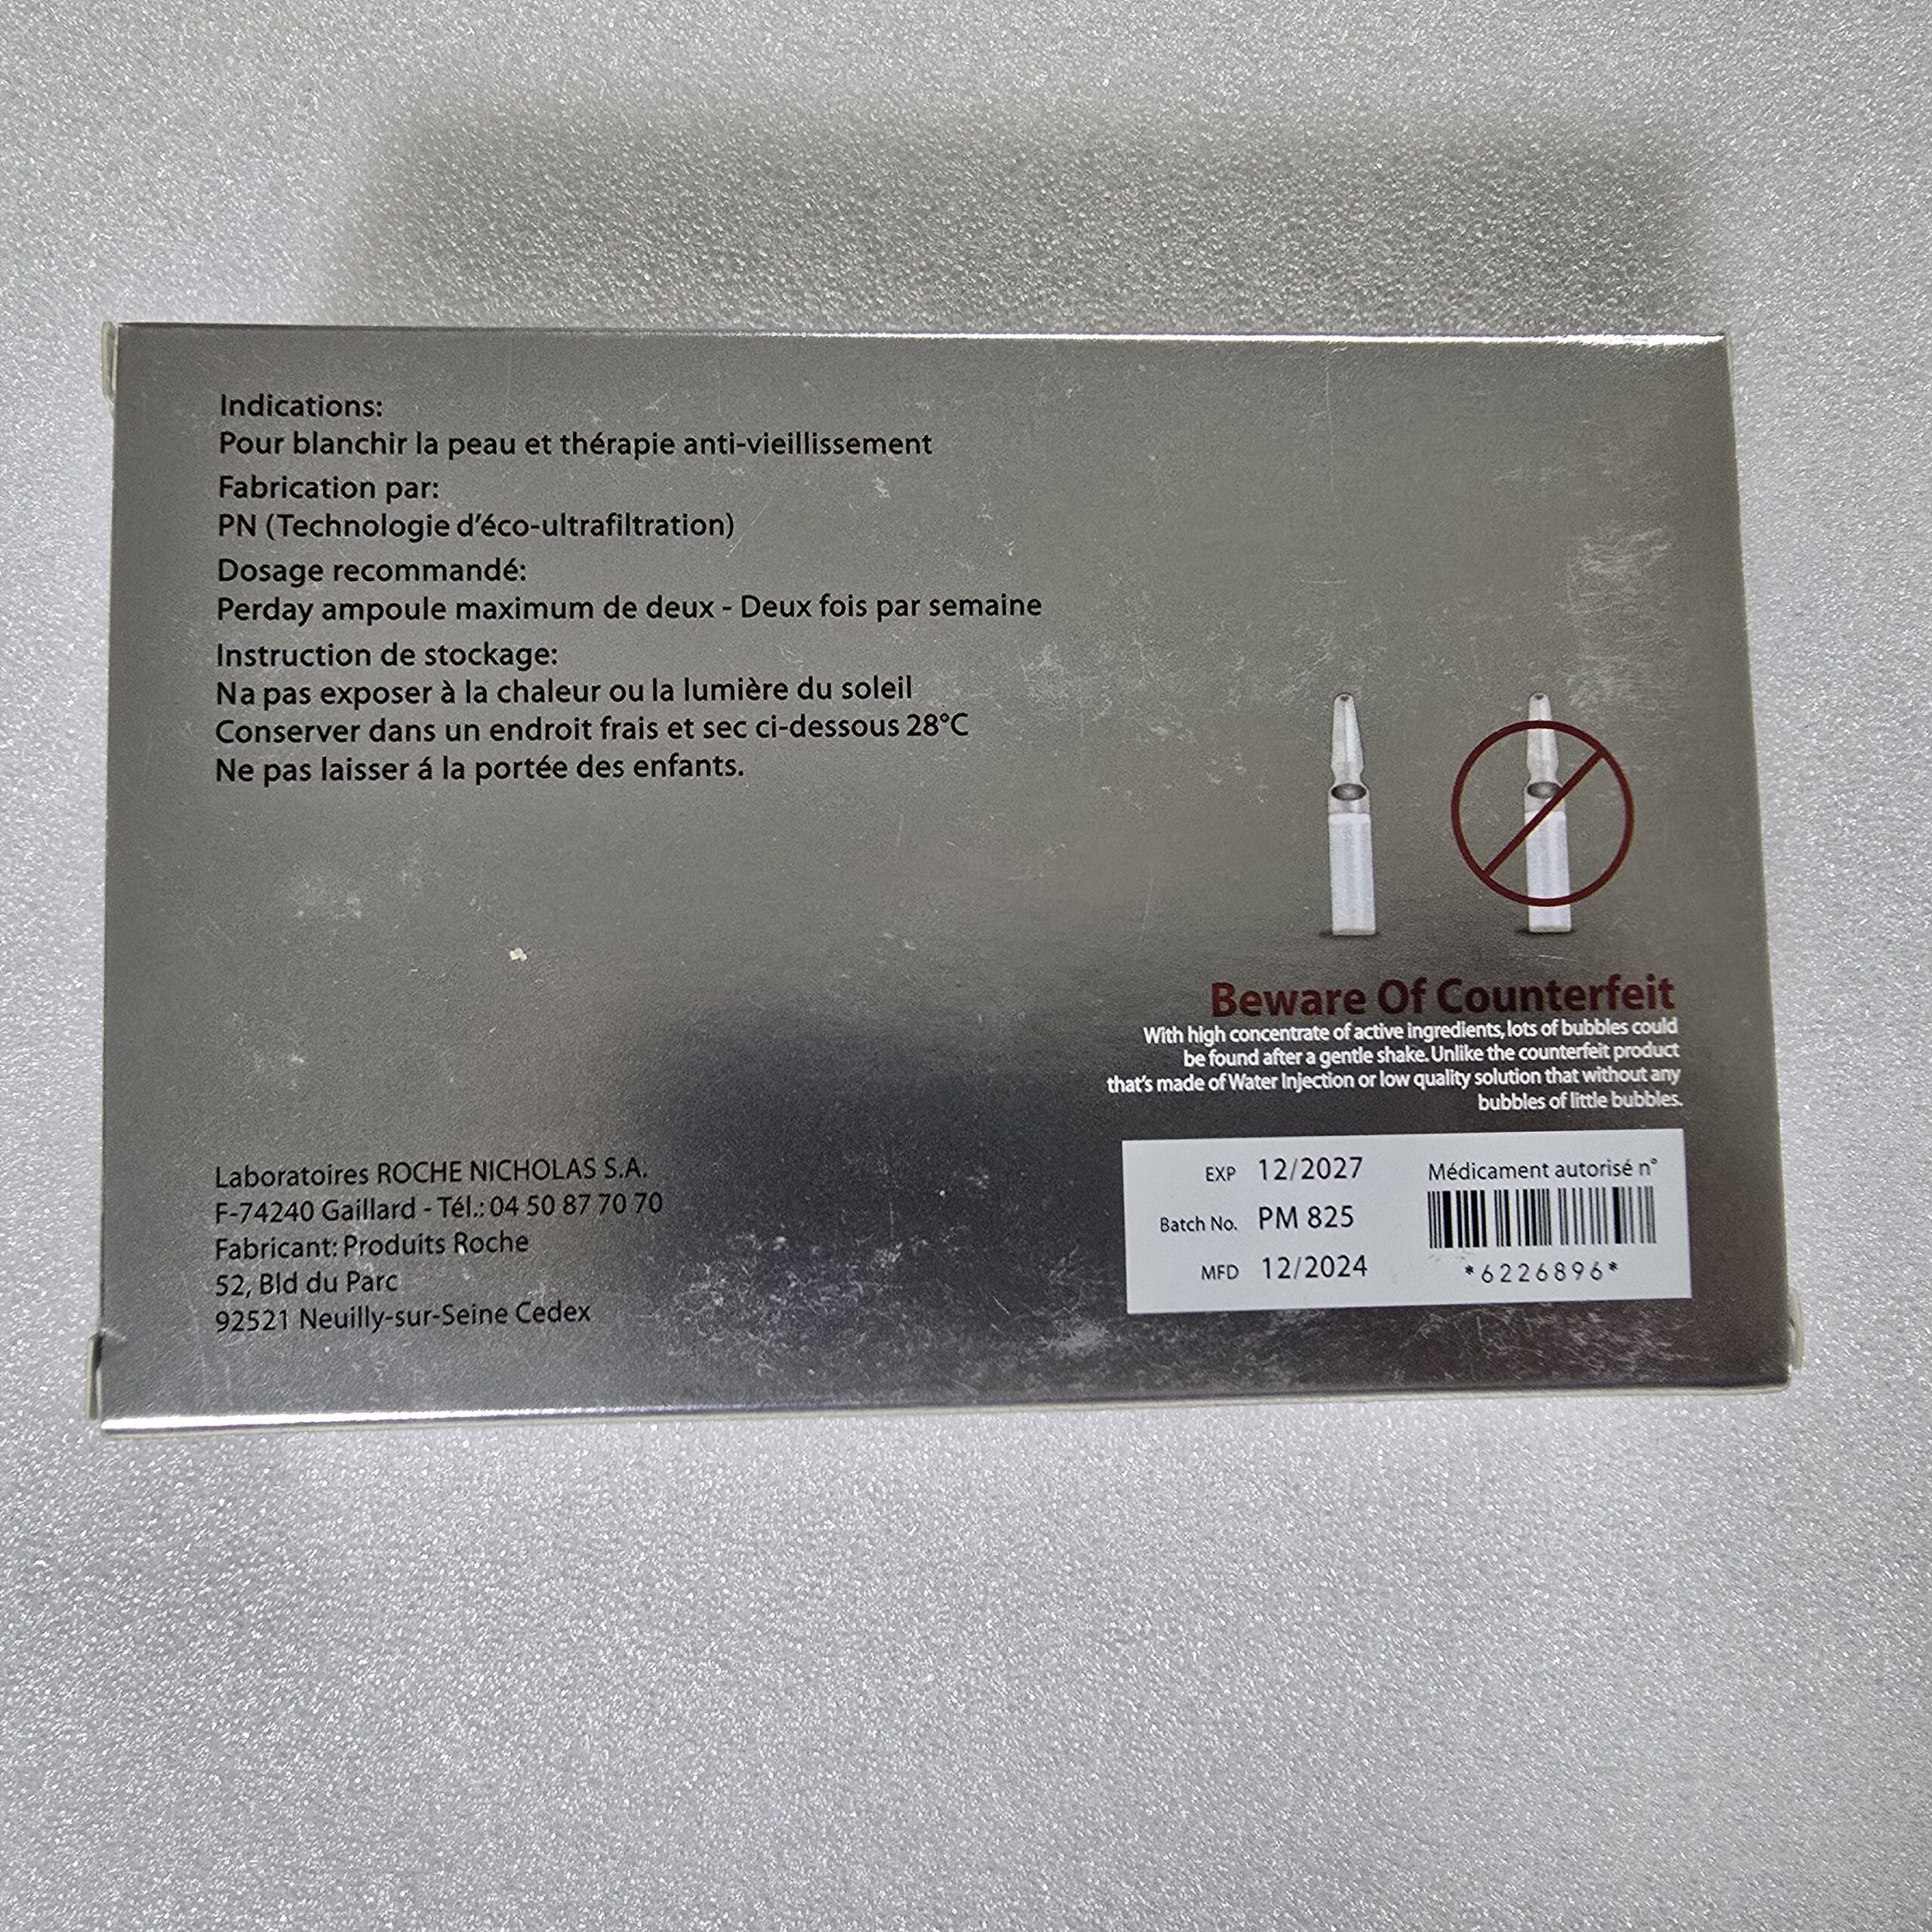 Indications:
Pour blanchir la peau et thérapie anti-vieillissement
Fabrication par:
PN (Technologie d'éco-ultrafiltration)
Dosage recommandé:
Perday ampoule maximum de deux - Deux fois par semaine
Instruction de stockage:
Na pas exposer à la chaleur ou la lumière du soleil
Conserver dans un endroit frais et sec ci-dessous 28°C
Ne pas laisser á la portée des enfants.
Beware Of Counterfeit
With high concentrate of active ingredients, lots of bubbles could
be found after a gentle shake. Unlike the counterfeit product
that's made of Water Injection or low quality solution that without any
bubbles of little bubbles.
Laboratoires ROCHE NICHOLAS S.A.
F-74240 Gaillard - Tél.: 04 50 87 70 70
Fabricant: Produits Roche
52, Bld du Parc
92521 Neuilly-sur-Seine Cedex
EXP 12/2027
Batch No. PM 825
MFD 12/2024
Médicament autorisé n°
*6226896*